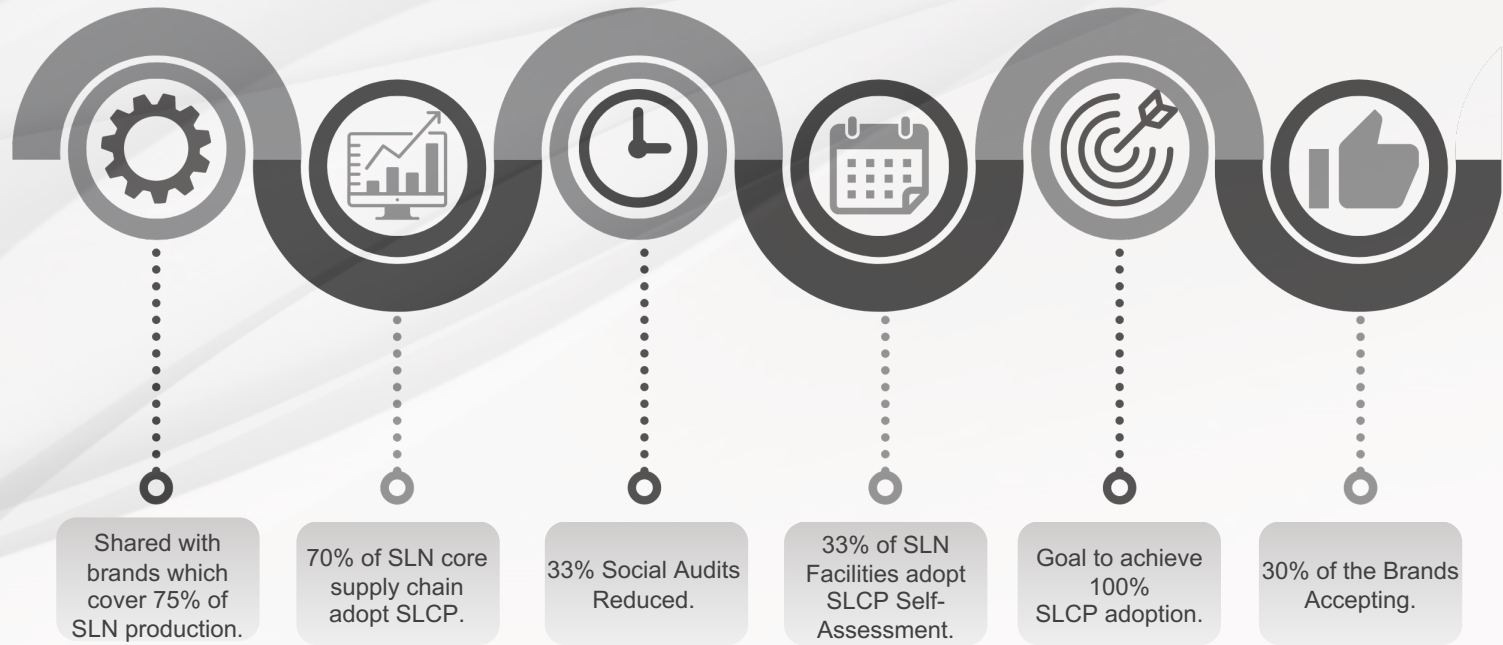 Shared with
brands which
cover 75% of
SLN production.
70% of SLN core
supply chain
adopt SLCP.
33% Social Audits
Reduced.
33% of SLN
Facilities adopt
SLCP Self-
Assessment.
Goal to achieve
100%
SLCP adoption.
30% of the Brands
Accepting.